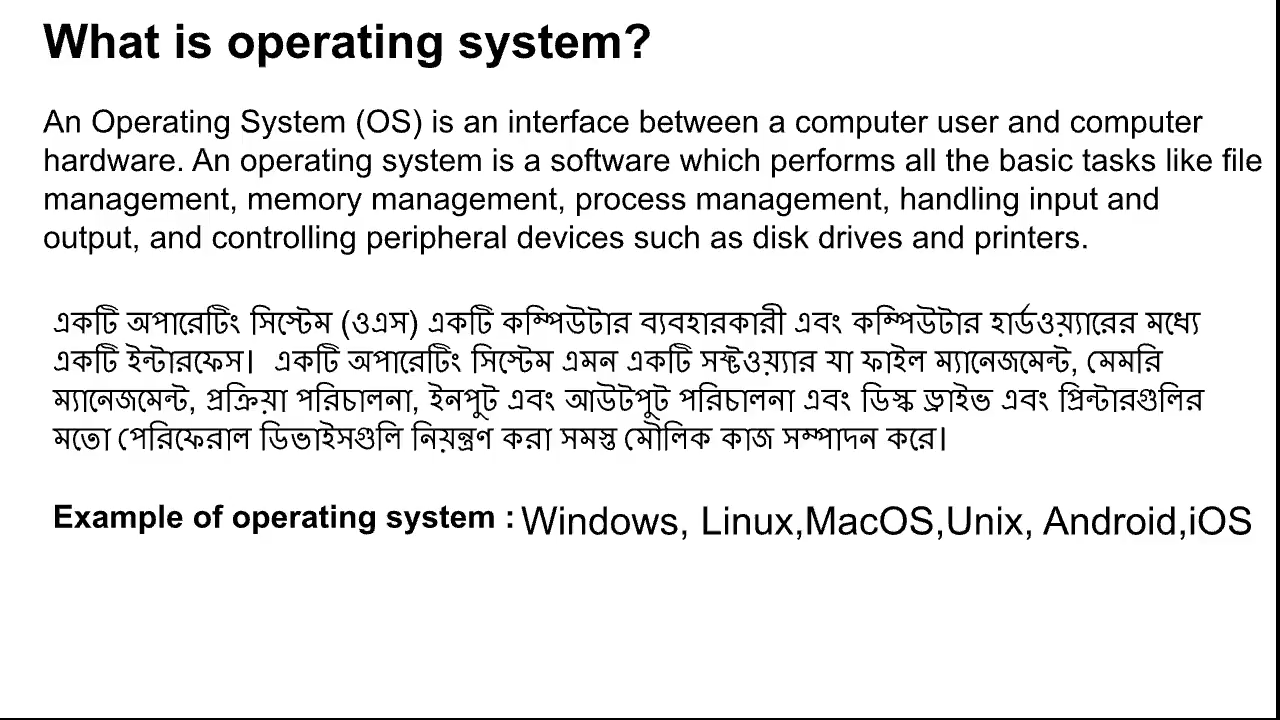 What is operating system?
An Operating System (OS) is an interface between a computer user and computer
hardware. An operating system is a software which performs all the basic tasks like file
management, memory management, process management, handling input and
output, and controlling peripheral devices such as disk drives and printers.
একটি অপারেটিং সিস্টেম (ওএস) একটি কম্পিউটার ব্যবহারকারী এবং কম্পিউটার হার্ডওয়্যারের মধ্যে
একটি ইন্টারফেস।  একটি অপারেটিং সিস্টেম এমন একটি সফ্টওয়্যার যা ফাইল ম্যানেজমেন্ট, মেমরি
ম্যানেজমেন্ট, প্রক্রিয়া পরিচালনা, ইনপুট এবং আউটপুট পরিচালনা এবং ডিস্ক ড্রাইভ এবং প্রিন্টারগুলির
মতো পেরিফেরাল ডিভাইসগুলি নিয়ন্ত্রণ করা সমস্ত মৌলিক কাজ সম্পাদন করে।
Example of operating system : Windows, Linux,MacOS,Unix, Android,iOS